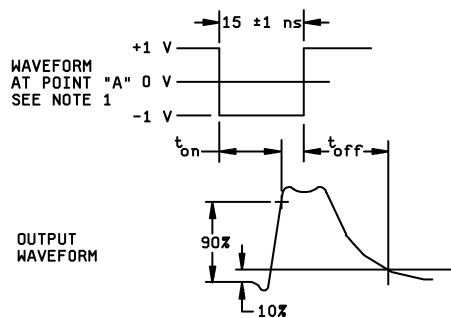 15 ±1 ns
+1 V
WAVEFORM
AT POINT "A" 0 V
SEE NOTE 1
-1 V
ton
toff
OUTPUT
WAVEFORM
90%
10%